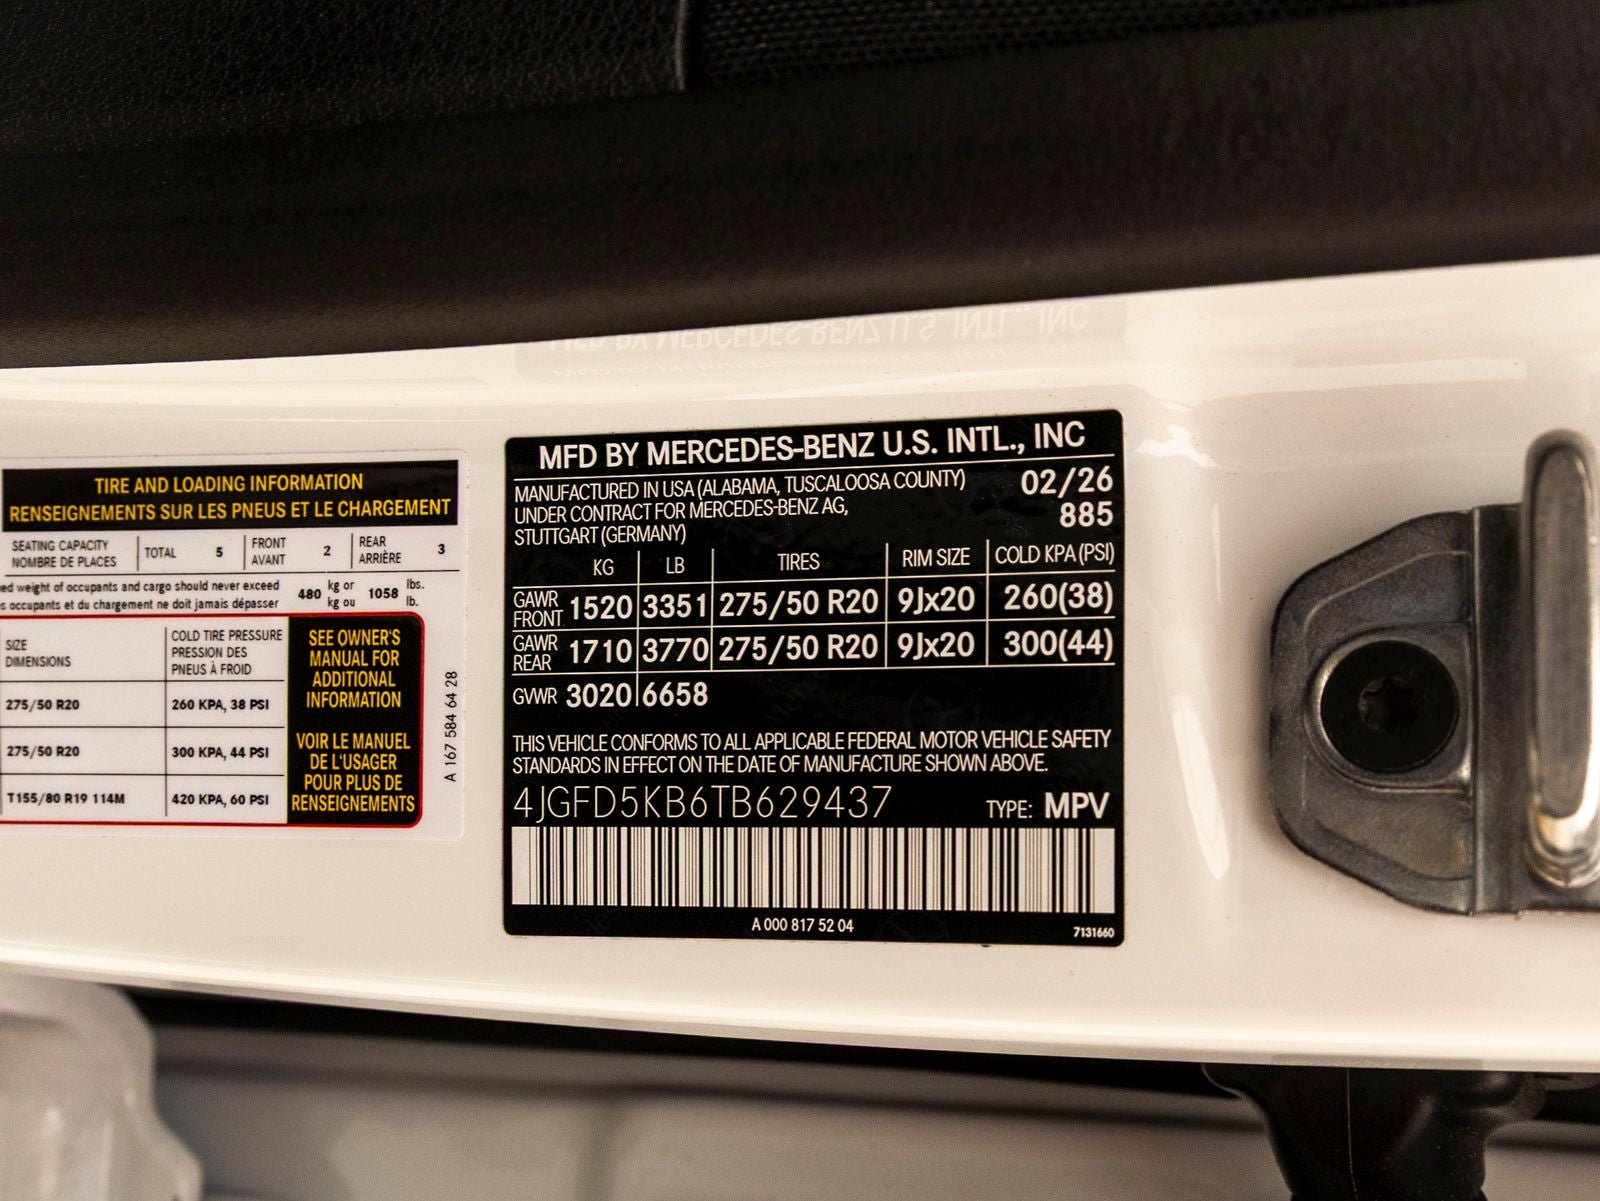 TIRE AND LOADING INFORMATION
RENSEIGNEMENTS SUR LES PNEUS ET LE CHARGEMENT
SEATING CAPACITY
NOMBRE DE PLACES
TOTAL 5
FRONT
AVANT
2
REAR
ARRIÈRE
3
weight of occupants and cargo should never exceed
occupants et du chargement ne doit jamais dépasser
480 kg or
kg ou
1058 lbs.
lb.
SIZE
DIMENSIONS
COLD TIRE PRESSURE
PRESSION DES
PNEUS À FROID
275/50 R20 260 KPA, 38 PSI
275/50 R20 300 KPA, 44 PSI
T155/80 R19 114M 420 KPA, 60 PSI
SEE OWNER'S
MANUAL FOR
ADDITIONAL
INFORMATION
VOIR LE MANUEL
DE L'USAGER
POUR PLUS DE
RENSEIGNEMENTS
A 167 584 64 28
MFD BY MERCEDES-BENZ U.S. INTL., INC
MANUFACTURED IN USA (ALABAMA, TUSCALOOSA COUNTY) 02/26
UNDER CONTRACT FOR MERCEDES-BENZ AG, 885
STUTTGART (GERMANY)
KG LB TIRES RIM SIZE COLD KPA (PSI)
GAWR
FRONT
1520 3351 275/50 R20 9Jx20 260(38)
GAWR
REAR
1710 3770 275/50 R20 9Jx20 300(44)
GVWR 3020 6658
THIS VEHICLE CONFORMS TO ALL APPLICABLE FEDERAL MOTOR VEHICLE SAFETY
STANDARDS IN EFFECT ON THE DATE OF MANUFACTURE SHOWN ABOVE.
4JGFD5KB6TB629437 TYPE: MPV
A 000 817 52 04
7131660